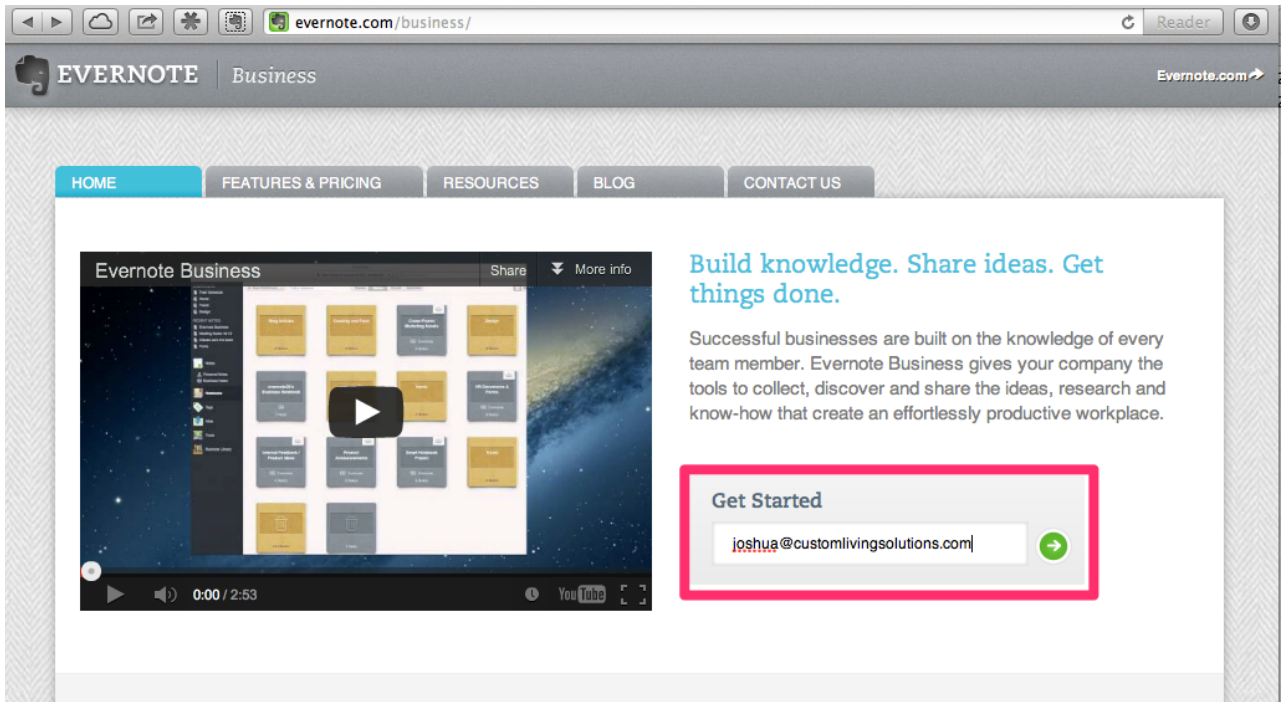 evernote.com/business/
Reader
EVERNOTE Business
Evernote.com
HOME
FEATURES & PRICING
RESOURCES
BLOG
CONTACT US
Evernote Business
Share
More info
0:00 / 2:53
YouTube
Build knowledge. Share ideas. Get
things done.
Successful businesses are built on the knowledge of every
team member. Evernote Business gives your company the
tools to collect, discover and share the ideas, research and
know-how that create an effortlessly productive workplace.
Get Started
joshua@customlivingsolutions.com